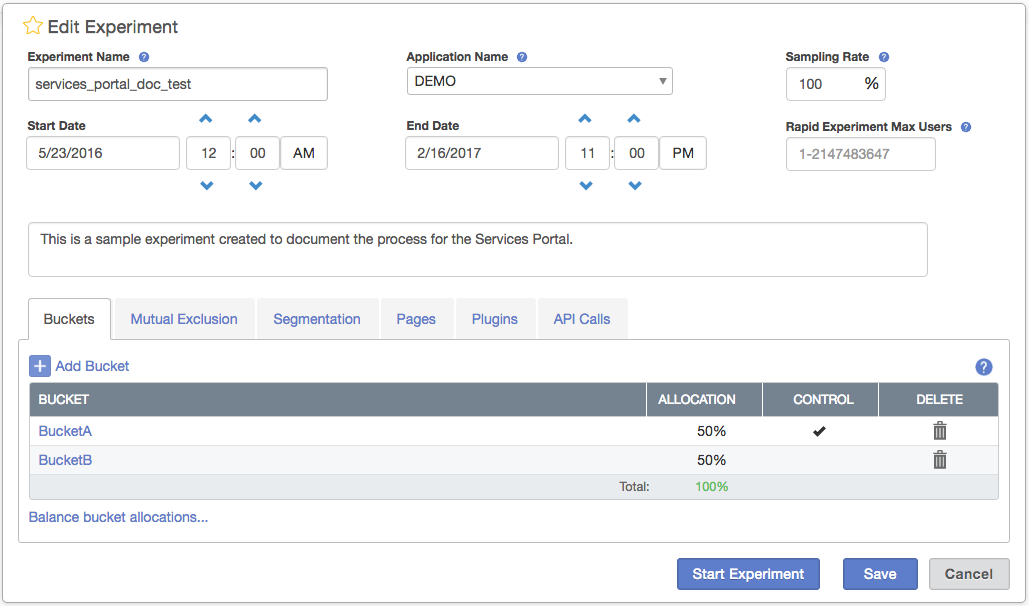 Edit Experiment
Experiment Name ?
Application Name ?
Sampling Rate ?
services_portal_doc_test
DEMO
100 %
Start Date
End Date
Rapid Experiment Max Users ?
5/23/2016 12 : 00 AM
2/16/2017 11 : 00 PM
1-2147483647
This is a sample experiment created to document the process for the Services Portal.
Buckets Mutual Exclusion Segmentation Pages Plugins API Calls
+ Add Bucket ?
BUCKET ALLOCATION CONTROL DELETE
BucketA 50% ✔
BucketB 50%
Total: 100%
Balance bucket allocations...
Start Experiment Save Cancel